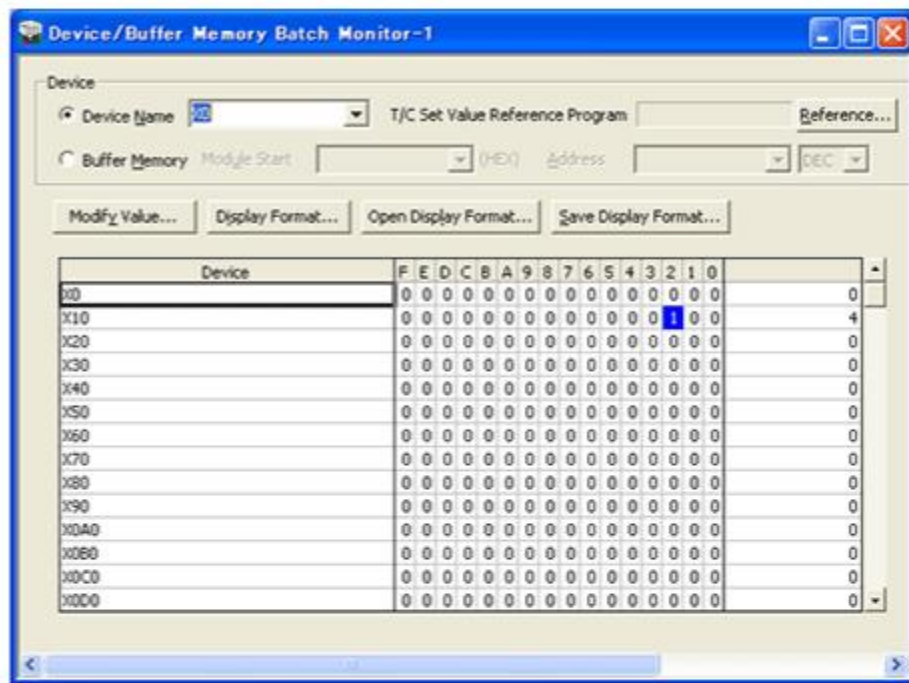 Device/Buffer Memory Batch Monitor-1
Device
Device Name X0 T/C Set Value Reference Program Reference...
Buffer Memory Module Start (HEX) Address DEC
Modify Value... Display Format... Open Display Format... Save Display Format...
Device F E D C B A 9 8 7 6 5 4 3 2 1 0
X0 0 0 0 0 0 0 0 0 0 0 0 0 0 0 0 0 0
X10 0 0 0 0 0 0 0 0 0 0 0 0 0 1 0 0 4
X20 0 0 0 0 0 0 0 0 0 0 0 0 0 0 0 0 0
X30 0 0 0 0 0 0 0 0 0 0 0 0 0 0 0 0 0
X40 0 0 0 0 0 0 0 0 0 0 0 0 0 0 0 0 0
X50 0 0 0 0 0 0 0 0 0 0 0 0 0 0 0 0 0
X60 0 0 0 0 0 0 0 0 0 0 0 0 0 0 0 0 0
X70 0 0 0 0 0 0 0 0 0 0 0 0 0 0 0 0 0
X80 0 0 0 0 0 0 0 0 0 0 0 0 0 0 0 0 0
X90 0 0 0 0 0 0 0 0 0 0 0 0 0 0 0 0 0
X0A0 0 0 0 0 0 0 0 0 0 0 0 0 0 0 0 0 0
X0B0 0 0 0 0 0 0 0 0 0 0 0 0 0 0 0 0 0
X0C0 0 0 0 0 0 0 0 0 0 0 0 0 0 0 0 0 0
X0D0 0 0 0 0 0 0 0 0 0 0 0 0 0 0 0 0 0